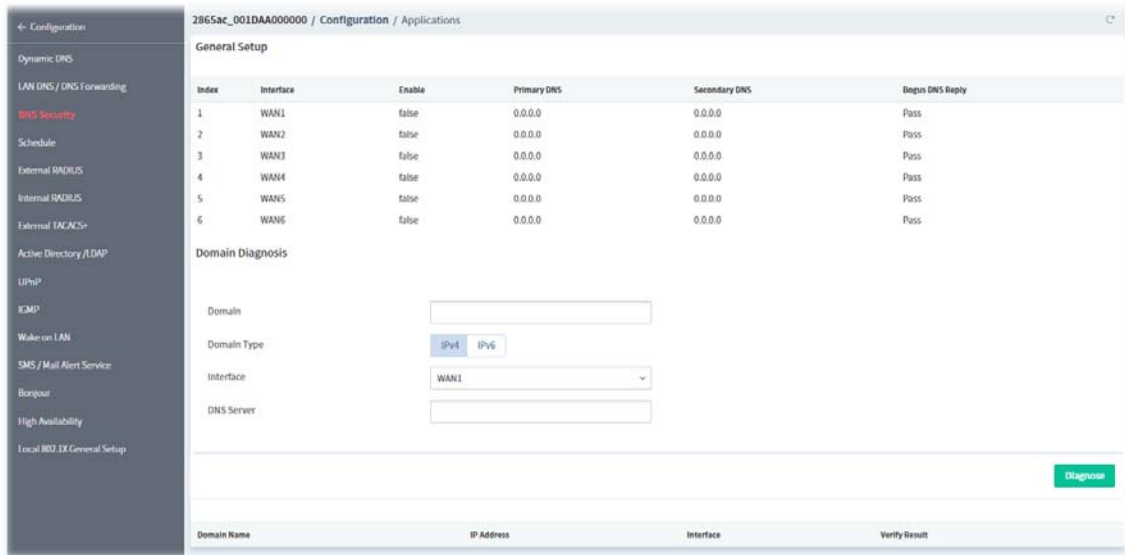 ← Configuration
2865ac_001DAA000000 / Configuration / Applications
Dynamic DNS
LAN DNS / DNS Forwarding
DNS Security
Schedule
External RADIUS
Internal RADIUS
External TACACS+
Active Directory /LDAP
UPnP
IGMP
Wake on LAN
SMS / Mail Alert Service
Bonjour
High Availability
Local 802.1X General Setup
General Setup
Index Interface Enable Primary DNS Secondary DNS Bogus DNS Reply
1 WAN1 false 0.0.0.0 0.0.0.0 Pass
2 WAN2 false 0.0.0.0 0.0.0.0 Pass
3 WAN3 false 0.0.0.0 0.0.0.0 Pass
4 WAN4 false 0.0.0.0 0.0.0.0 Pass
5 WAN5 false 0.0.0.0 0.0.0.0 Pass
6 WAN6 false 0.0.0.0 0.0.0.0 Pass
Domain Diagnosis
Domain
Domain Type IPv4 IPv6
Interface WAN1
DNS Server
Diagnose
Domain Name IP Address Interface Verify Result